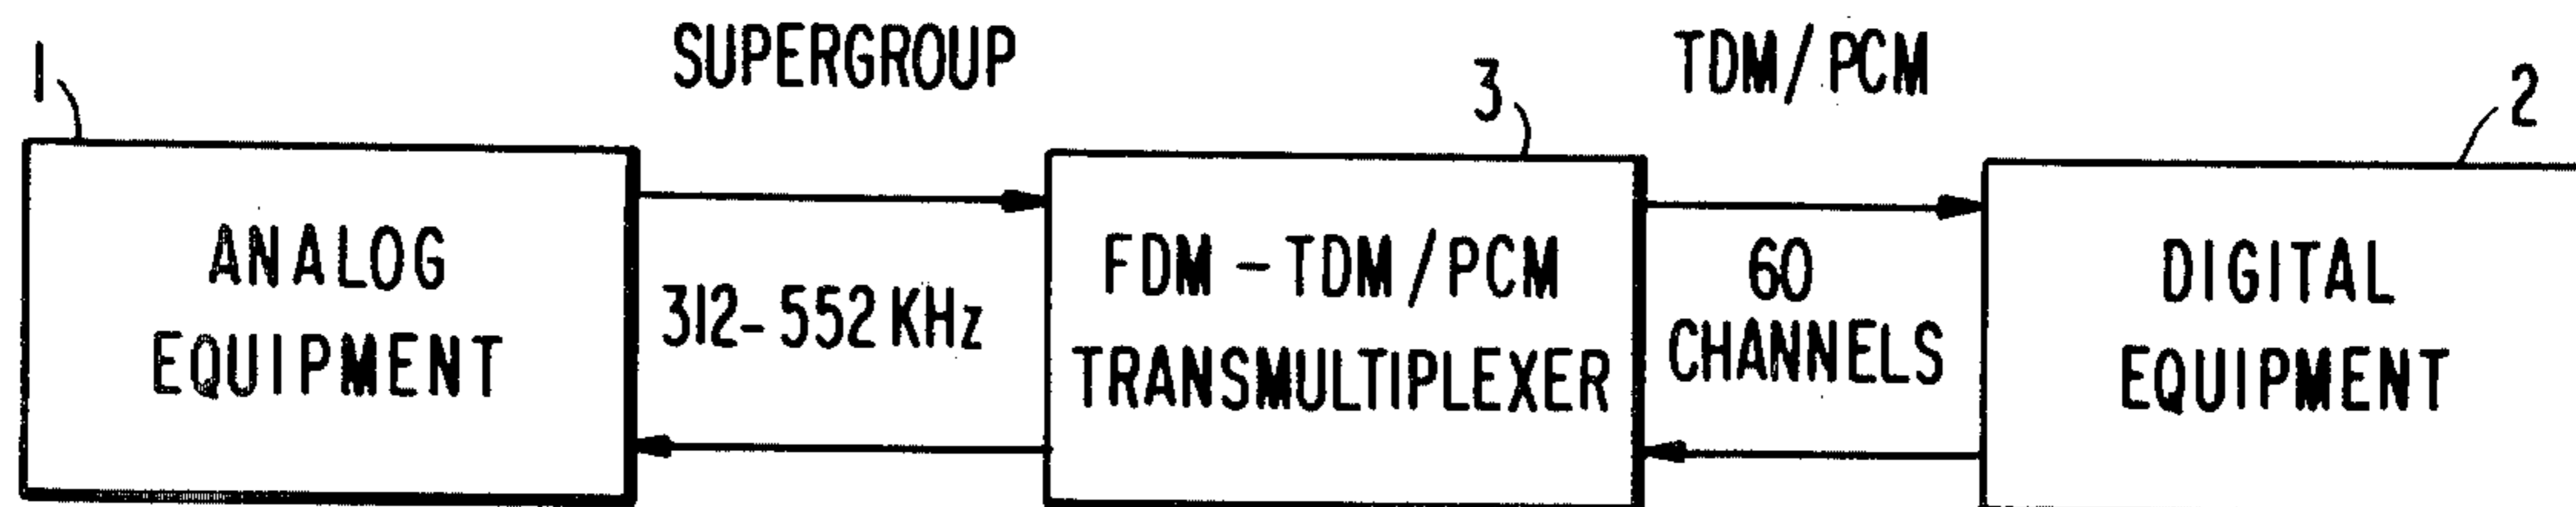 1
SUPERGROUP
3
TDM/PCM
2
ANALOG
EQUIPMENT
312-552 KHz
FDM-TDM/PCM
TRANSMULTIPLEXER
60
CHANNELS
DIGITAL
EQUIPMENT